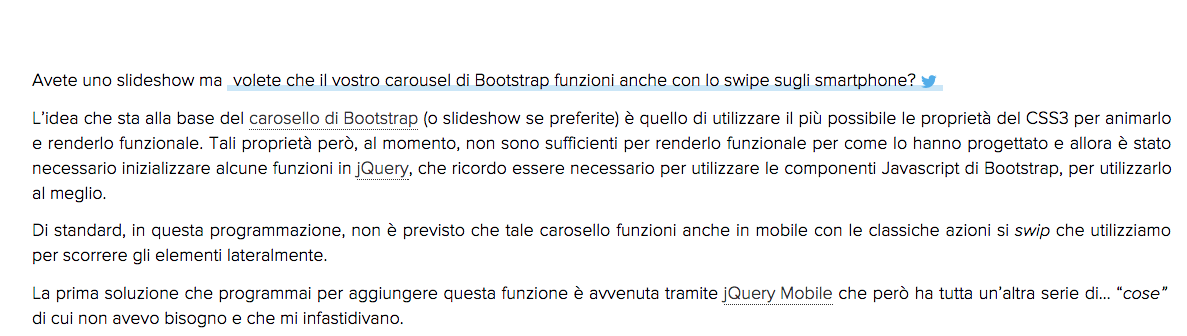 Avete uno slideshow ma volete che il vostro carousel di Bootstrap funzioni anche con lo swipe sugli smartphone?
L’idea che sta alla base del carosello di Bootstrap (o slideshow se preferite) è quello di utilizzare il più possibile le proprietà del CSS3 per animarlo
e renderlo funzionale. Tali proprietà però, al momento, non sono sufficienti per renderlo funzionale per come lo hanno progettato e allora è stato
necessario inizializzare alcune funzioni in jQuery, che ricordo essere necessario per utilizzare le componenti Javascript di Bootstrap, per utilizzarlo
al meglio.
Di standard, in questa programmazione, non è previsto che tale carosello funzioni anche in mobile con le classiche azioni si swip che utilizziamo
per scorrere gli elementi lateralmente.
La prima soluzione che programmai per aggiungere questa funzione è avvenuta tramite jQuery Mobile che però ha tutta un’altra serie di… “cose”
di cui non avevo bisogno e che mi infastidivano.